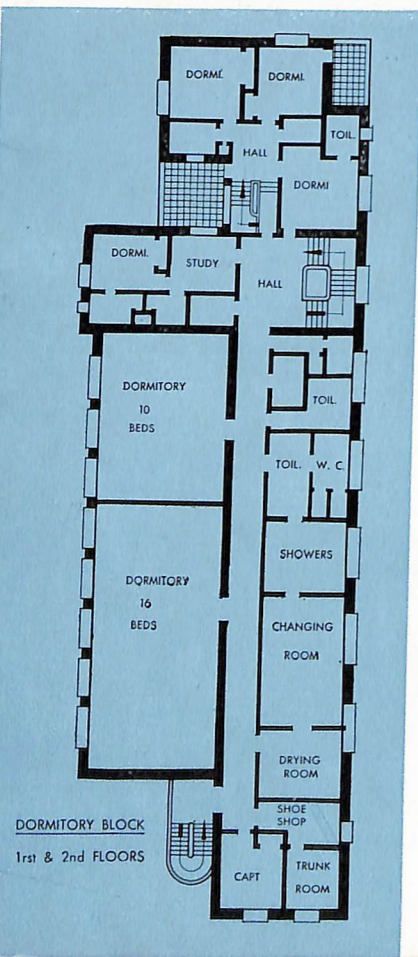 DORMI.
DORMI.
TOIL.
HALL
DORMI
DORMI.
STUDY
HALL
DORMITORY
10
BEDS
TOIL.
TOIL.
W. C.
SHOWERS
DORMITORY
16
BEDS
CHANGING
ROOM
DRYING
ROOM
SHOE
SHOP
DORMITORY BLOCK
1rst & 2nd FLOORS
CAPT
TRUNK
ROOM